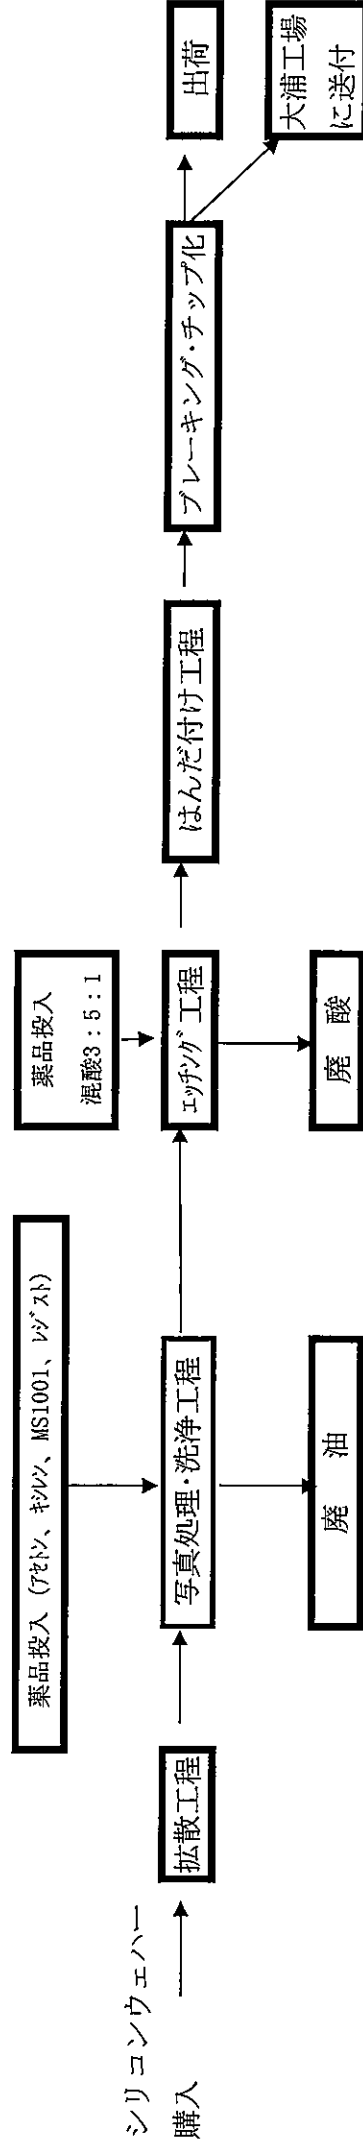 シリコンウェハー
購入
拡散工程
薬品投入 (ｱｾﾄﾝ、ｷｼﾚﾝ、MS1001、ﾚｼﾞｽﾄ)
写真処理・洗浄工程
廃　油
薬品投入
混酸3：5：1
ｴｯﾁﾝｸﾞ工程
廃　酸
はんだ付け工程
ブレーキング・チップ化
出荷
大浦工場
に送付